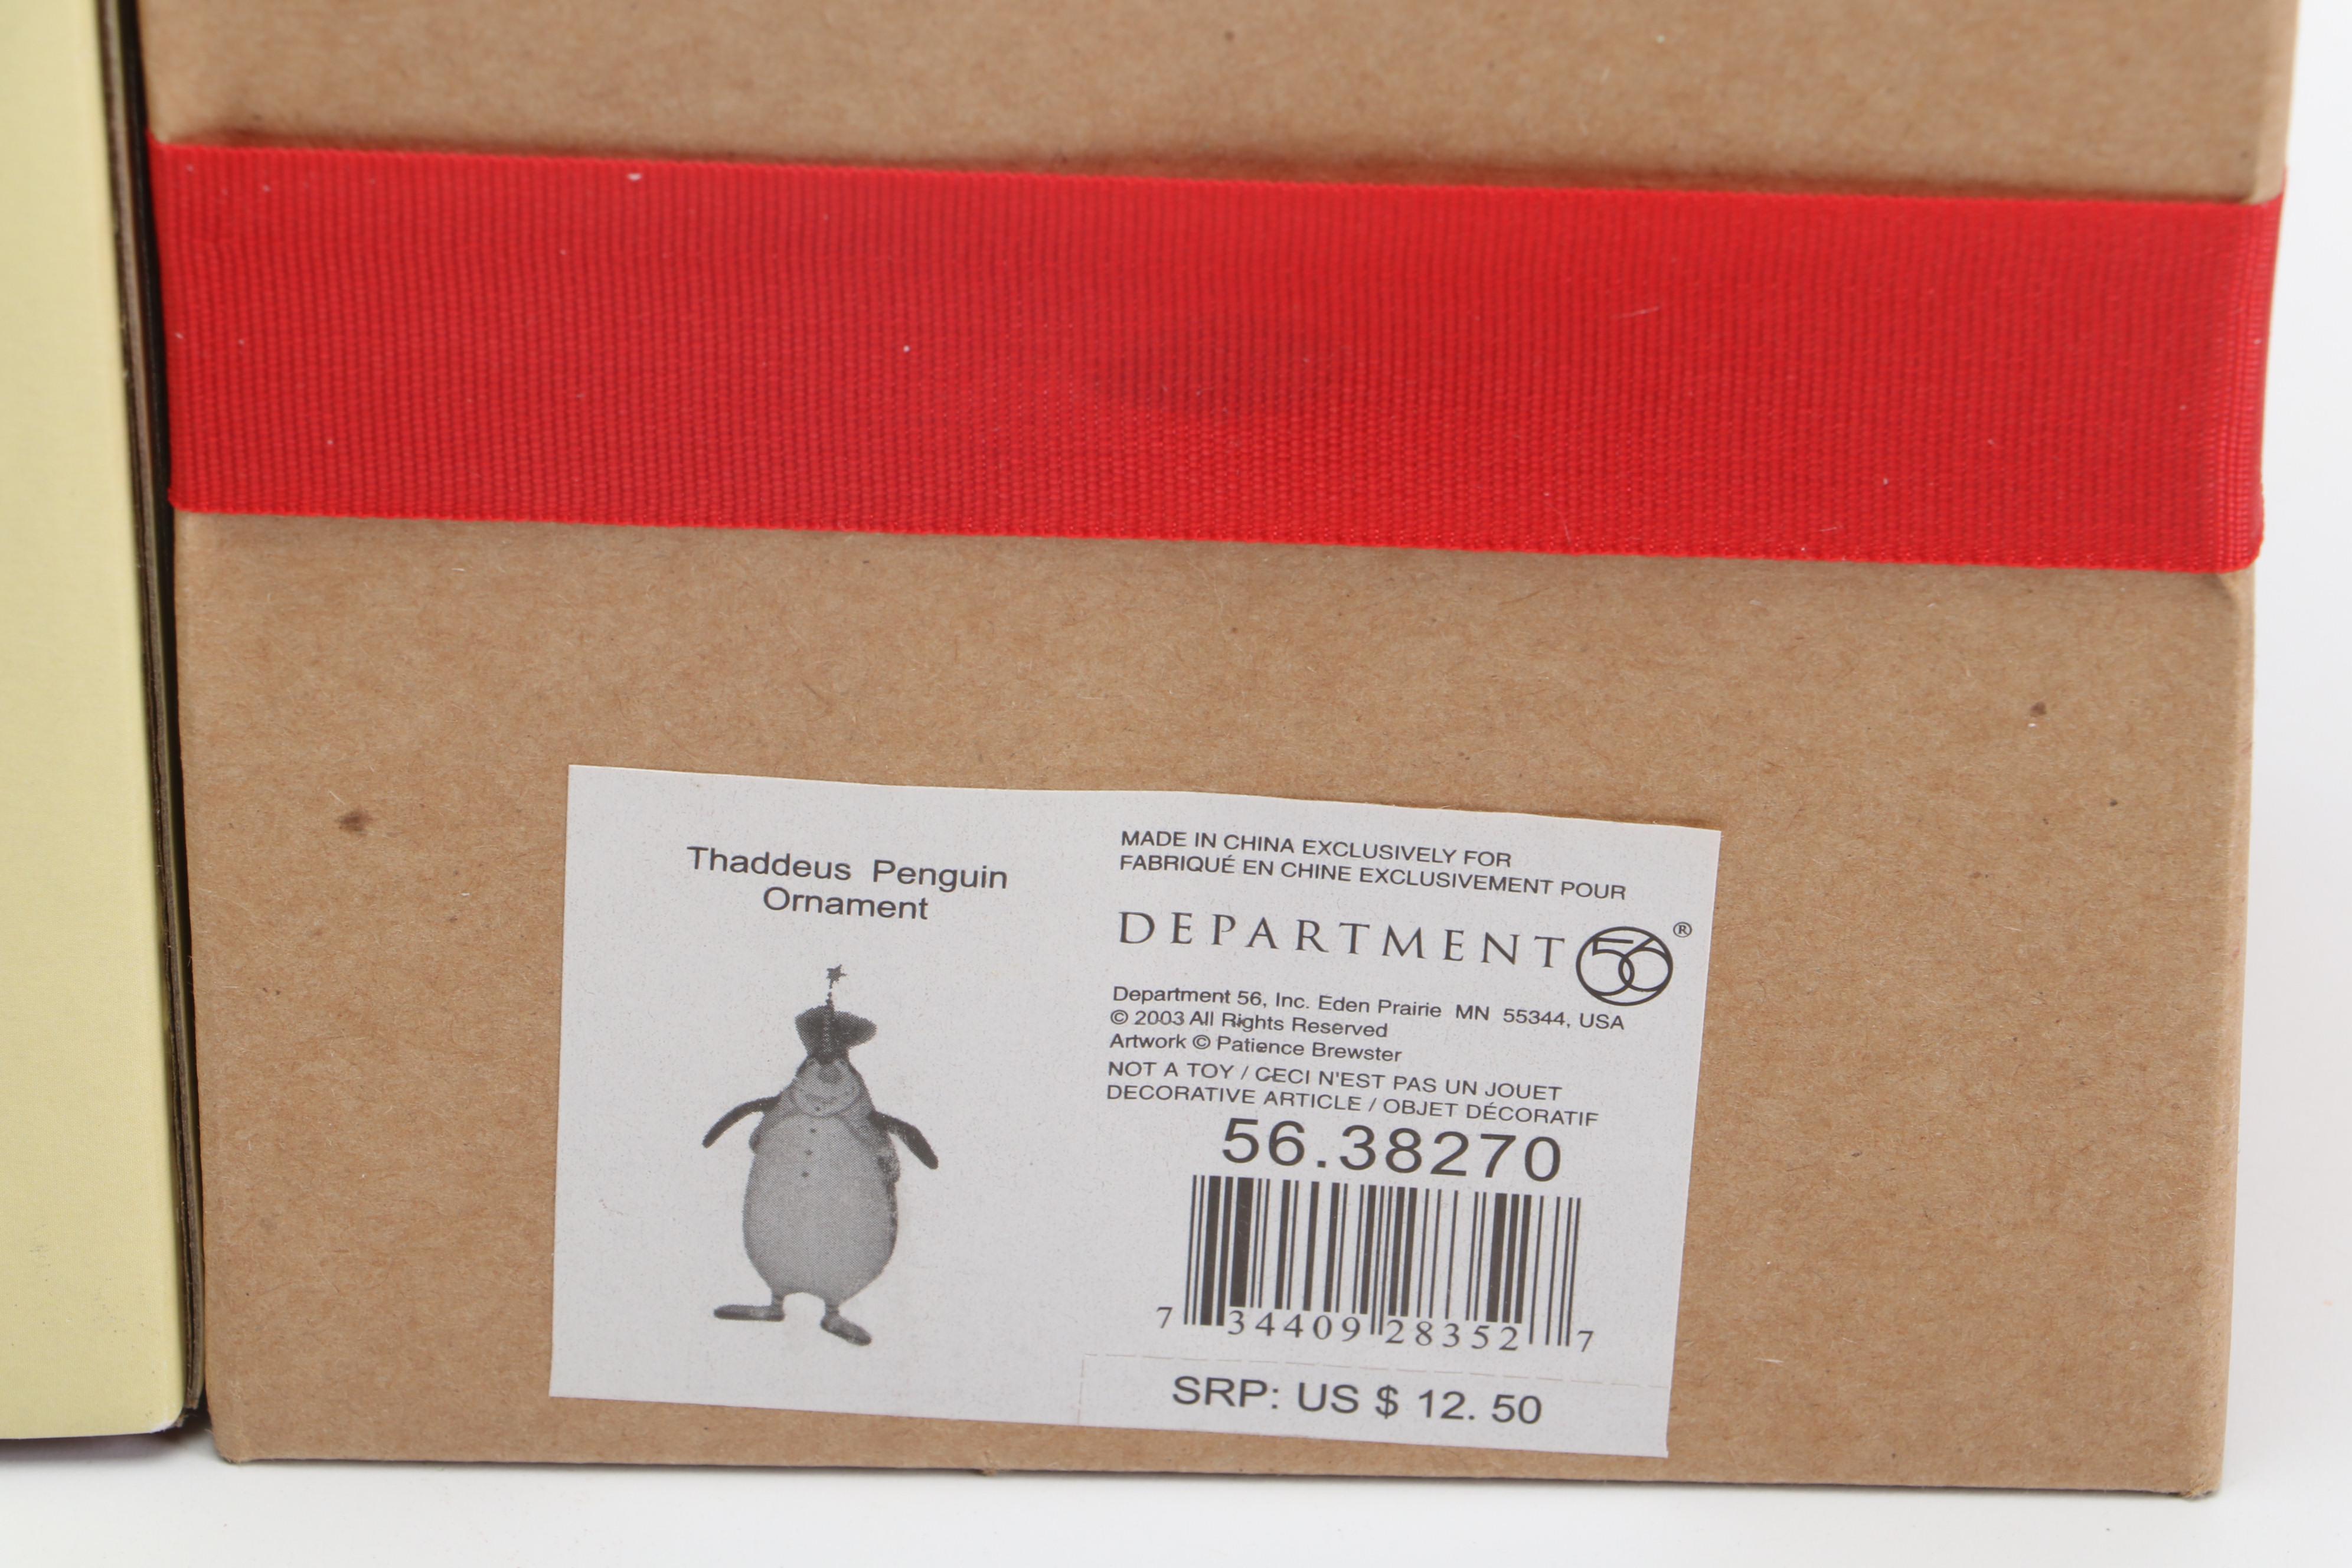 Thaddeus Penguin
Ornament
MADE IN CHINA EXCLUSIVELY FOR
FABRIQUÉ EN CHINE EXCLUSIVEMENT POUR
DEPARTMENT 56®
Department 56, Inc. Eden Prairie MN 55344, USA
© 2003 All Rights Reserved
Artwork © Patience Brewster
NOT A TOY / CECI N'EST PAS UN JOUET
DECORATIVE ARTICLE / OBJET DÉCORATIF
56.38270
7 34409 28352 7
SRP: US $ 12. 50